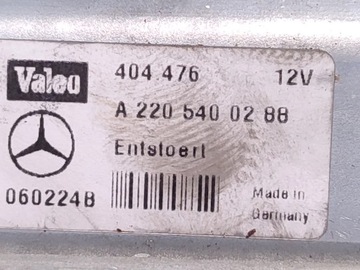 Valeo
404 476 12V
A 220 540 02 88
Entstoert
060224B
Made in
Germany